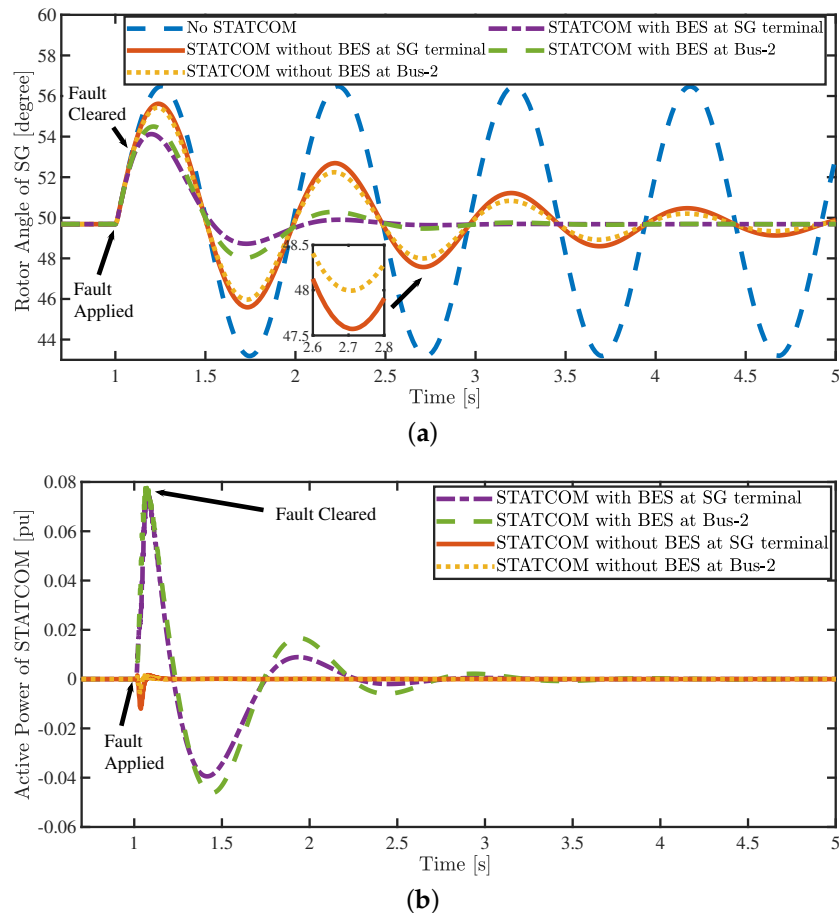 60
58
56
54
52
50
48
46
44
Rotor Angle of SG [degree]
No STATCOM
STATCOM without BES at SG terminal
STATCOM without BES at Bus-2
STATCOM with BES at SG terminal
STATCOM with BES at Bus-2
Fault
Cleared
Fault
Applied
48.5
48
47.5
2.6 2.7 2.8
1 1.5 2 2.5 3 3.5 4 4.5 5
Time [s]
(a)
0.08
0.06
0.04
0.02
0
-0.02
-0.04
-0.06
Active Power of STATCOM [pu]
STATCOM with BES at SG terminal
STATCOM with BES at Bus-2
STATCOM without BES at SG terminal
STATCOM without BES at Bus-2
Fault Cleared
Fault
Applied
1 1.5 2 2.5 3 3.5 4 4.5 5
Time [s]
(b)